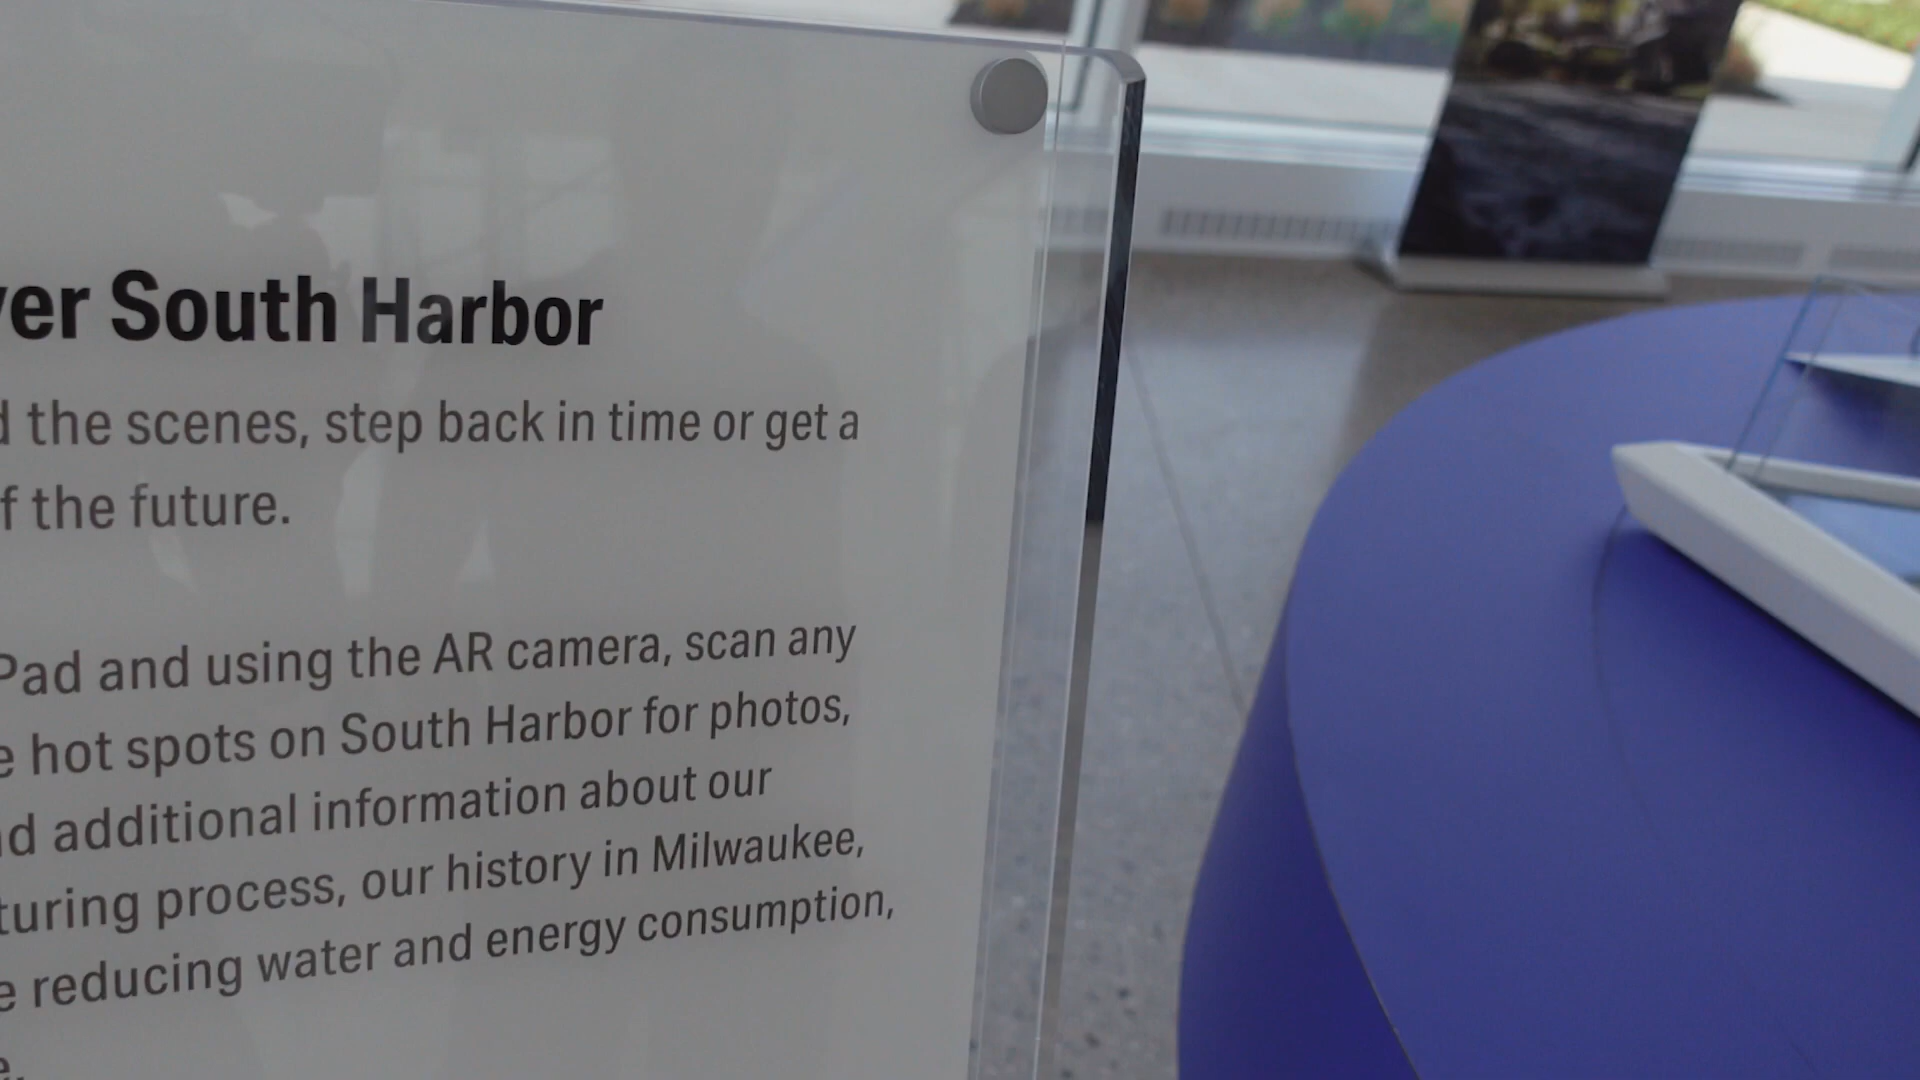 ver South Harbor
d the scenes, step back in time or get a
f the future.
Pad and using the AR camera, scan any
e hot spots on South Harbor for photos,
nd additional information about our
turing process, our history in Milwaukee,
e reducing water and energy consumption,
e.